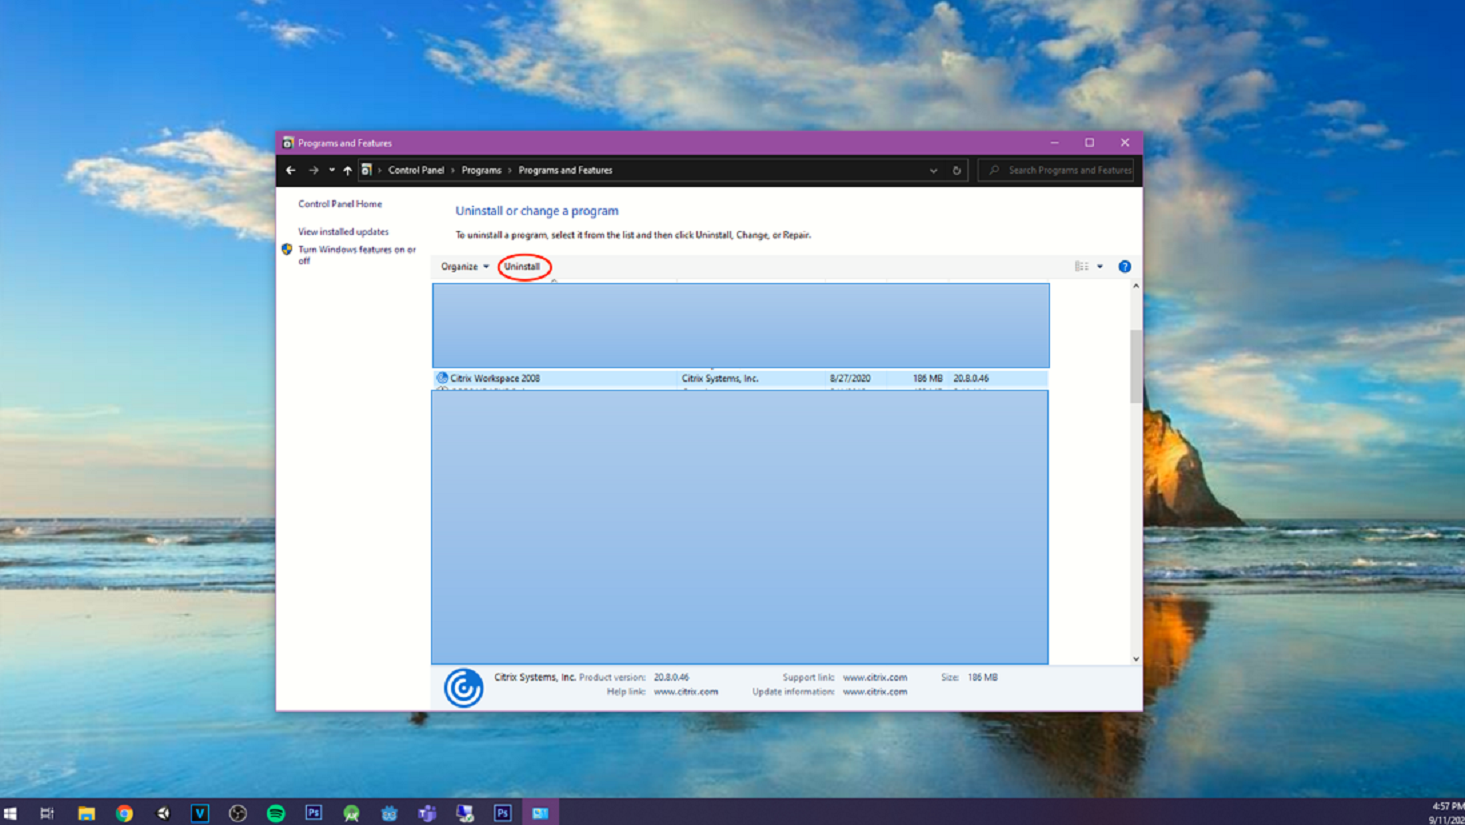 Programs and Features
Control Panel > Programs > Programs and Features
Search Programs and Features
Control Panel Home
View installed updates
Turn Windows features on or
off
Uninstall or change a program
To uninstall a program, select it from the list and then click Uninstall, Change, or Repair.
Organize Uninstall
Citrix Workspace 2008 Citrix Systems, Inc. 8/27/2020 186 MB 20.8.0.46
Citrix Systems, Inc. Product version: 20.8.0.46 Support link: www.citrix.com Size: 186 MB
Help link: www.citrix.com Update information: www.citrix.com
V Ps Ps
4:57 PM
9/11/202